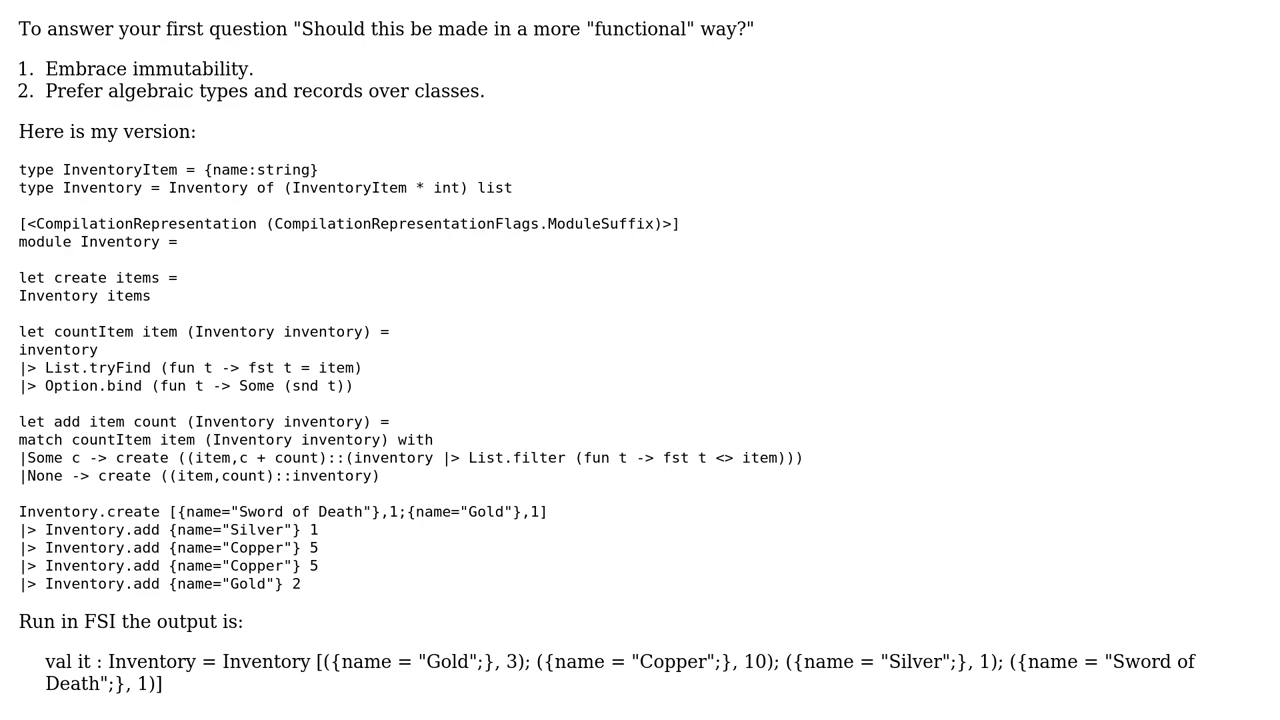 To answer your first question "Should this be made in a more "functional" way?"
1. Embrace immutability.
2. Prefer algebraic types and records over classes.
Here is my version:
type InventoryItem = {name:string}
type Inventory = Inventory of (InventoryItem * int) list
[<CompilationRepresentation (CompilationRepresentationFlags.ModuleSuffix)>]
module Inventory =
let create items =
Inventory items
let countItem item (Inventory inventory) =
inventory
|> List.tryFind (fun t -> fst t = item)
|> Option.bind (fun t -> Some (snd t))
let add item count (Inventory inventory) =
match countItem item (Inventory inventory) with
|Some c -> create ((item,c + count)::(inventory |> List.filter (fun t -> fst t <> item)))
|None -> create ((item,count)::inventory)
Inventory.create [{name="Sword of Death"},1;{name="Gold"},1]
|> Inventory.add {name="Silver"} 1
|> Inventory.add {name="Copper"} 5
|> Inventory.add {name="Copper"} 5
|> Inventory.add {name="Gold"} 2
Run in FSI the output is:
val it : Inventory = Inventory [({name = "Gold";}, 3); ({name = "Copper";}, 10); ({name = "Silver";}, 1); ({name = "Sword of
Death";}, 1)]